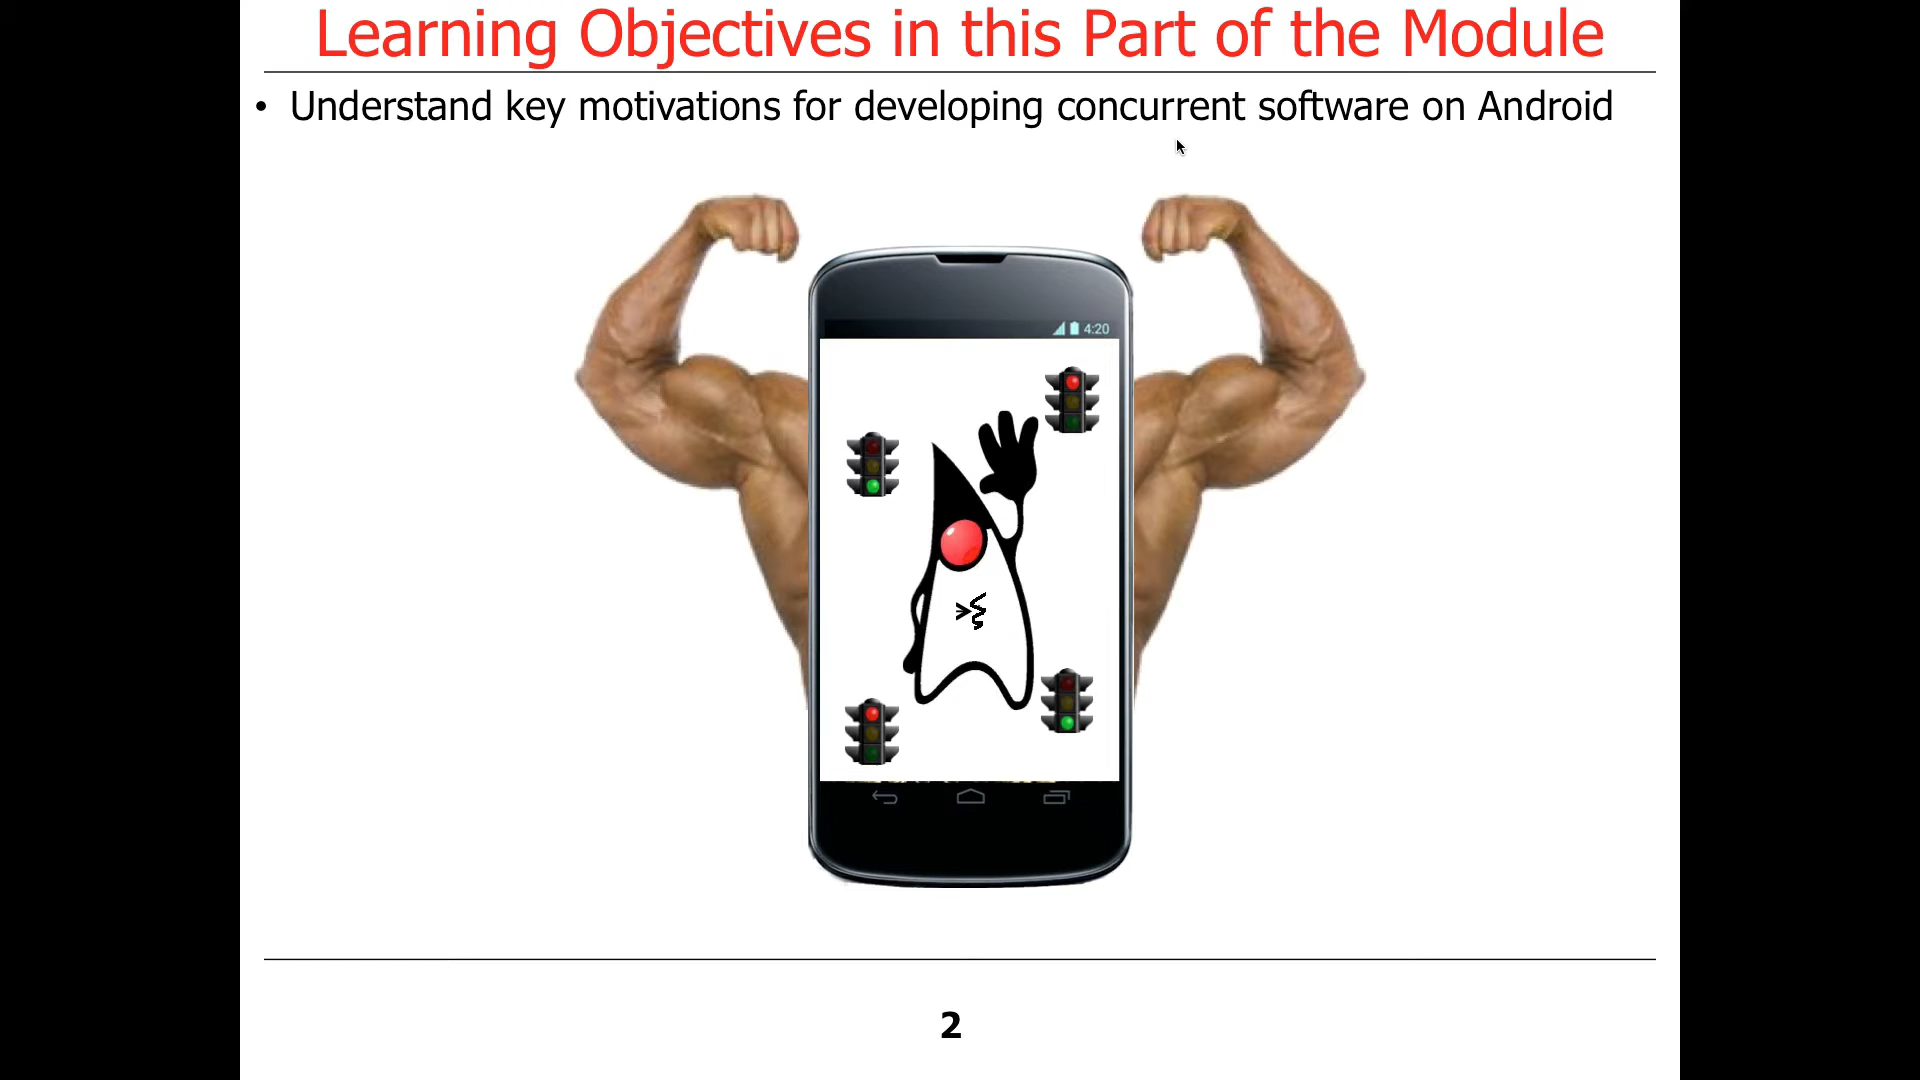 Learning Objectives in this Part of the Module
• Understand key motivations for developing concurrent software on Android
4:20
2